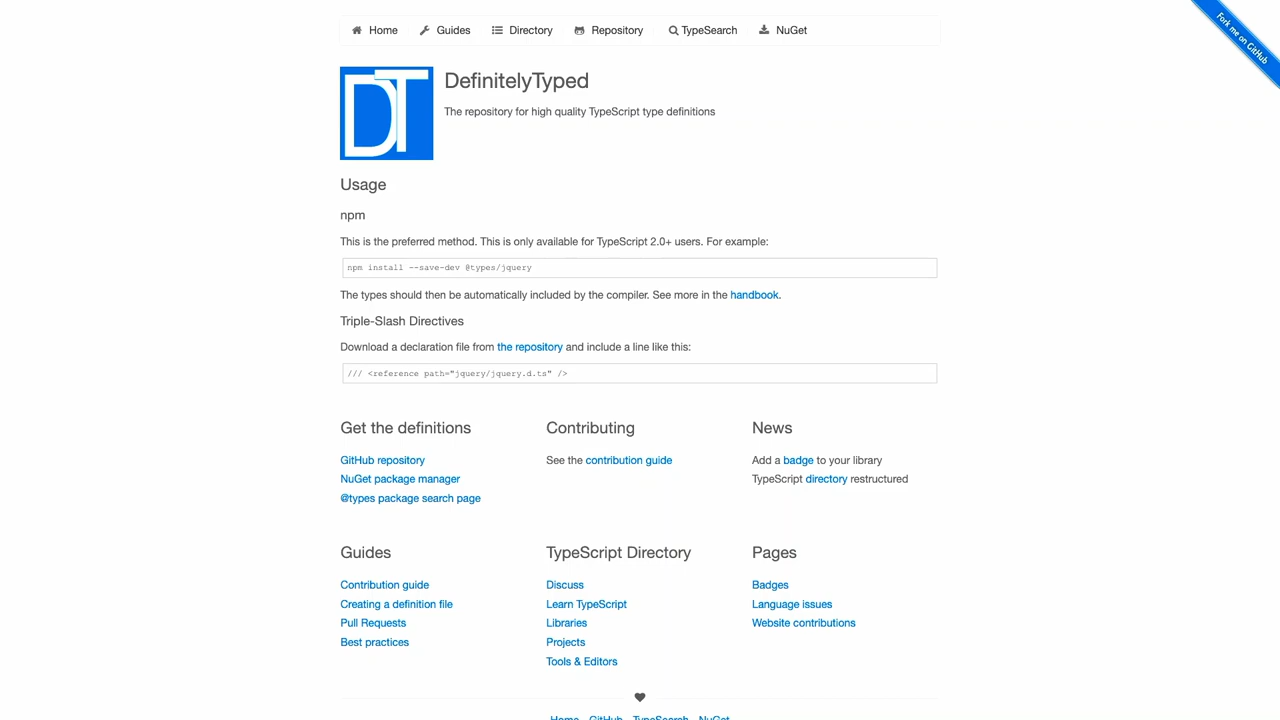 Home Guides Directory Repository TypeSearch NuGet
Fork me on GitHub
DT
DefinitelyTyped
The repository for high quality TypeScript type definitions
Usage
npm
This is the preferred method. This is only available for TypeScript 2.0+ users. For example:
npm install --save-dev @types/jquery
The types should then be automatically included by the compiler. See more in the handbook.
Triple-Slash Directives
Download a declaration file from the repository and include a line like this:
/// <reference path="jquery/jquery.d.ts" />
Get the definitions
GitHub repository
NuGet package manager
@types package search page
Contributing
See the contribution guide
News
Add a badge to your library
TypeScript directory restructured
Guides
Contribution guide
Creating a definition file
Pull Requests
Best practices
TypeScript Directory
Discuss
Learn TypeScript
Libraries
Projects
Tools & Editors
Pages
Badges
Language issues
Website contributions
Home GitHub TypeSearch NuGet